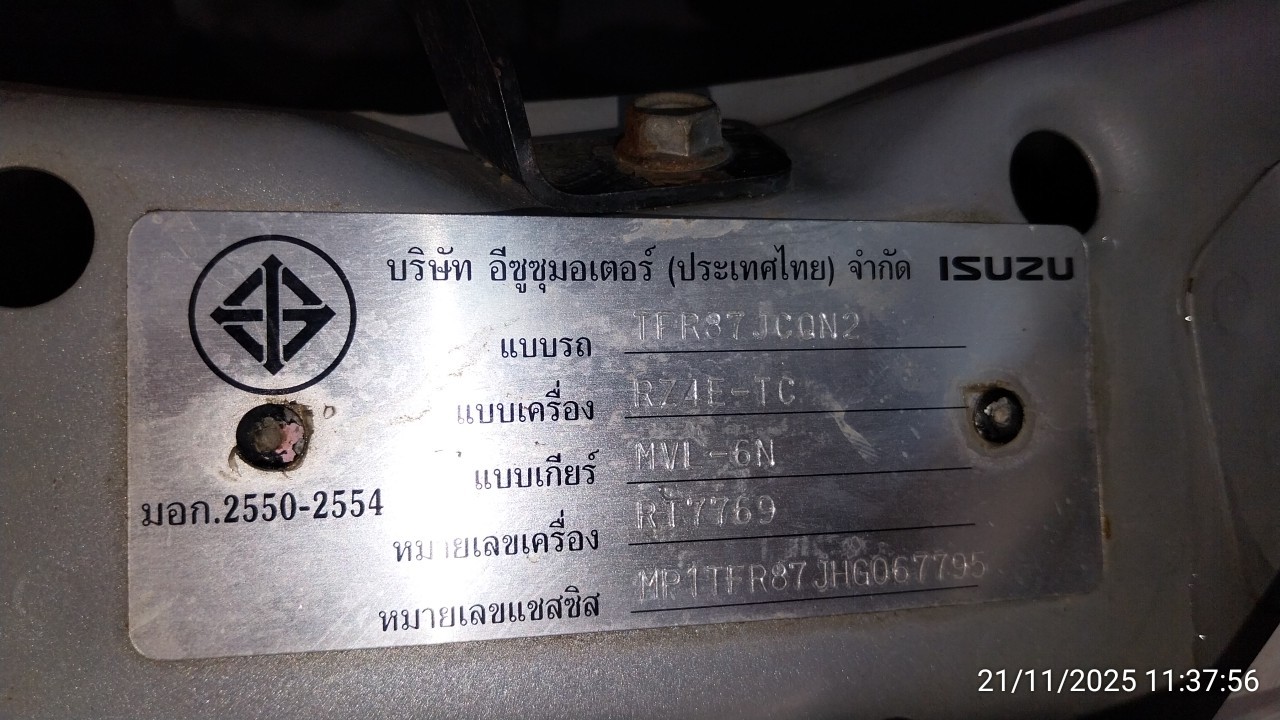 บริษัท อีซูซุมอเตอร์ (ประเทศไทย) จำกัด ISUZU
แบบรถ TFR87JCQN2
แบบเครื่อง RZ4E-TC
แบบเกียร์ MVL-6N
มอก.2550-2554
หมายเลขเครื่อง RT7769
หมายเลขแชสซิส MP1TFR87JHG067795
21/11/2025 11:37:56